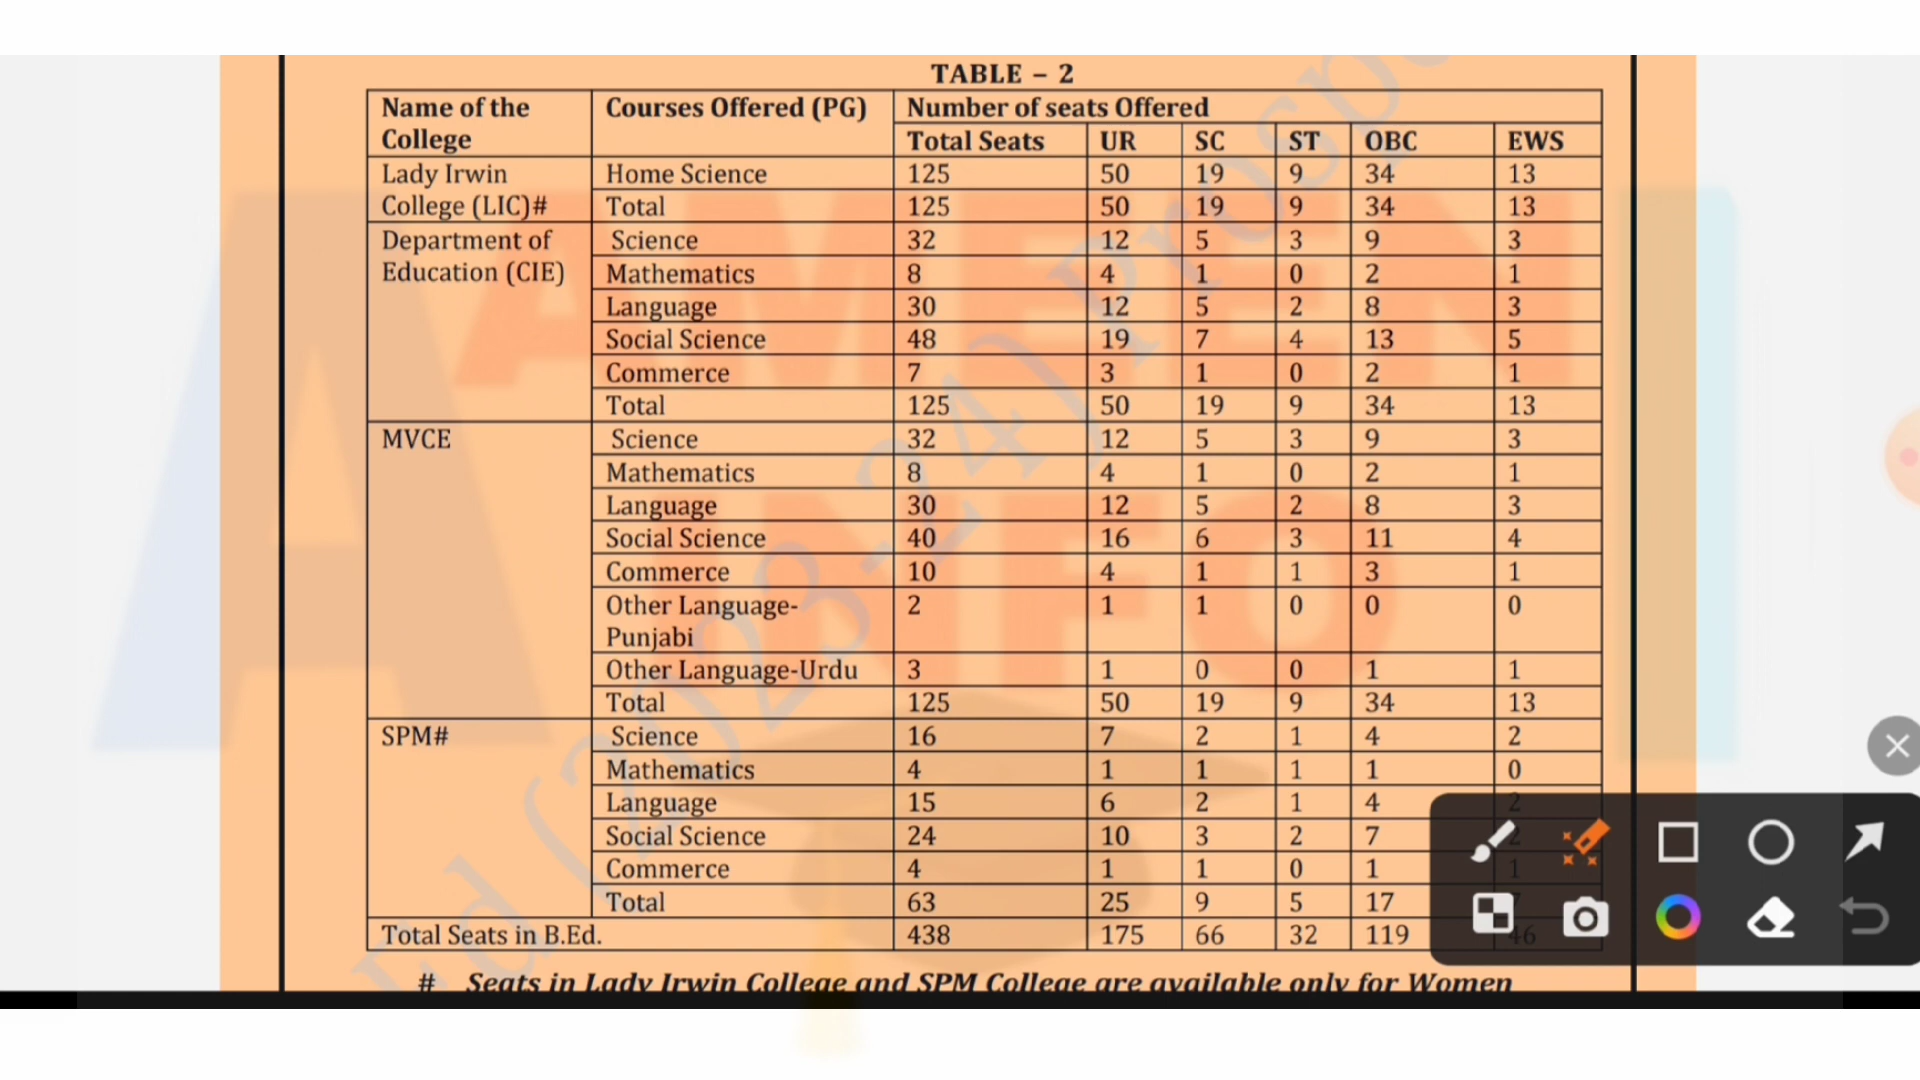 TABLE – 2
Name of the College Courses Offered (PG) Number of seats Offered
Total Seats UR SC ST OBC EWS
Lady Irwin College (LIC)# Home Science 125 50 19 9 34 13
Total 125 50 19 9 34 13
Department of Education (CIE) Science 32 12 5 3 9 3
Mathematics 8 4 1 0 2 1
Language 30 12 5 2 8 3
Social Science 48 19 7 4 13 5
Commerce 7 3 1 0 2 1
Total 125 50 19 9 34 13
MVCE Science 32 12 5 3 9 3
Mathematics 8 4 1 0 2 1
Language 30 12 5 2 8 3
Social Science 40 16 6 3 11 4
Commerce 10 4 1 1 3 1
Other Language-Punjabi 2 1 1 0 0 0
Other Language-Urdu 3 1 0 0 1 1
Total 125 50 19 9 34 13
SPM# Science 16 7 2 1 4 2
Mathematics 4 1 1 1 1 0
Language 15 6 2 1 4 2
Social Science 24 10 3 2 7 2
Commerce 4 1 1 0 1 1
Total 63 25 9 5 17 7
Total Seats in B.Ed. 438 175 66 32 119 46
# Seats in Lady Irwin College and SPM College are available only for Women
AMEEN
INFO
Ed (2023-24) Prosp